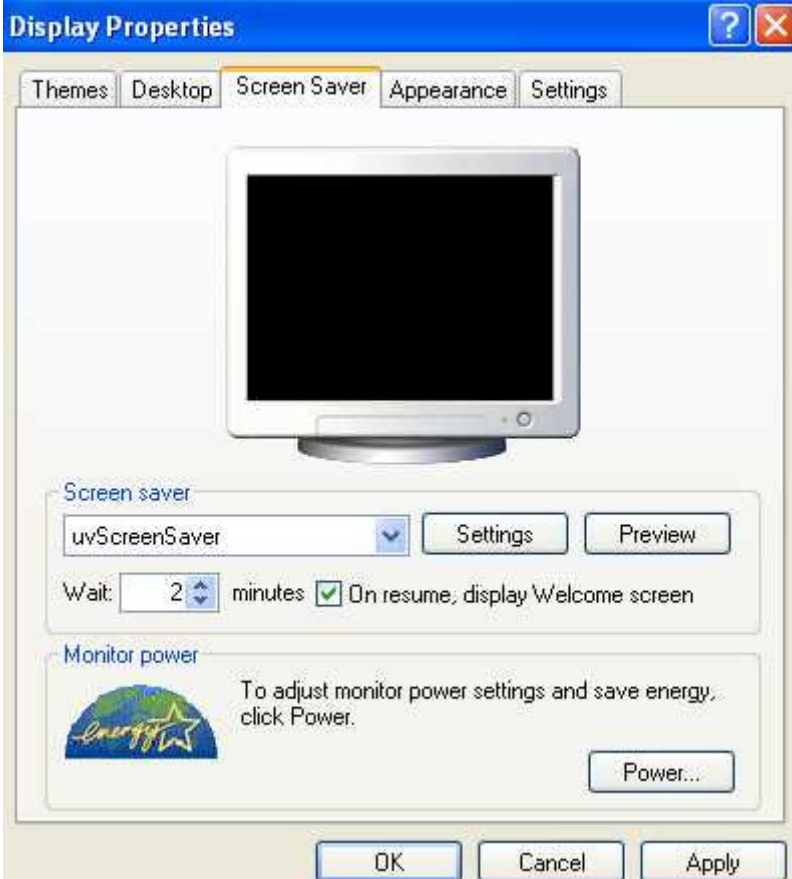 Display Properties
?
Themes Desktop Screen Saver Appearance Settings
Screen saver
uvScreenSaver Settings Preview
Wait: 2 minutes On resume, display Welcome screen
Monitor power
energy
To adjust monitor power settings and save energy,
click Power.
Power...
OK Cancel Apply